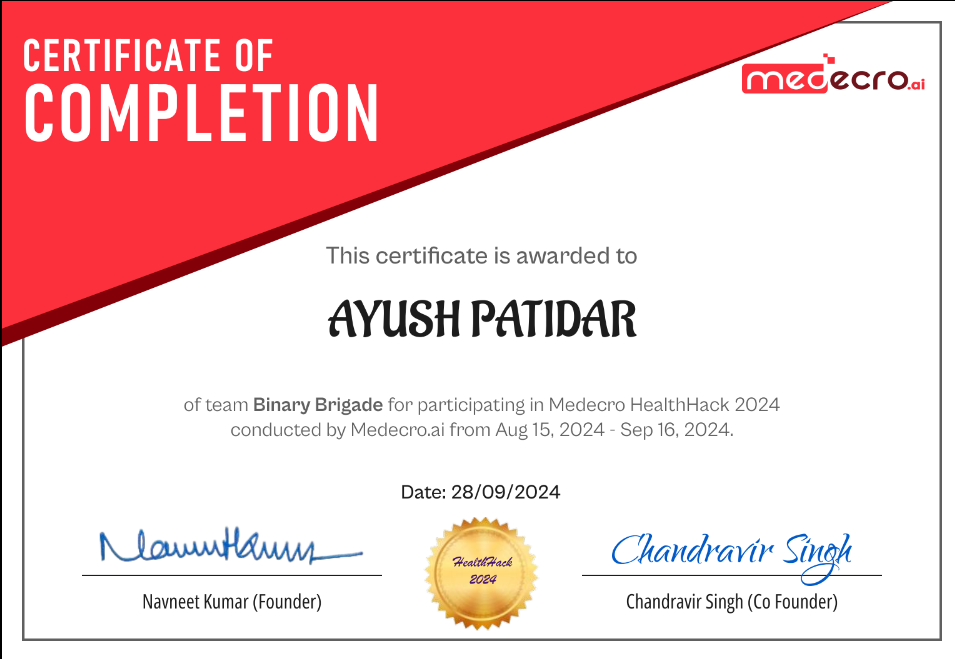 CERTIFICATE OF
COMPLETION
medecro.ai
This certificate is awarded to
AYUSH PATIDAR
of team Binary Brigade for participating in Medecro HealthHack 2024
conducted by Medecro.ai from Aug 15, 2024 - Sep 16, 2024.
Date: 28/09/2024
NavneetKumar
Chandravir Singh
HealthHack
2024
Navneet Kumar (Founder)
Chandravir Singh (Co Founder)